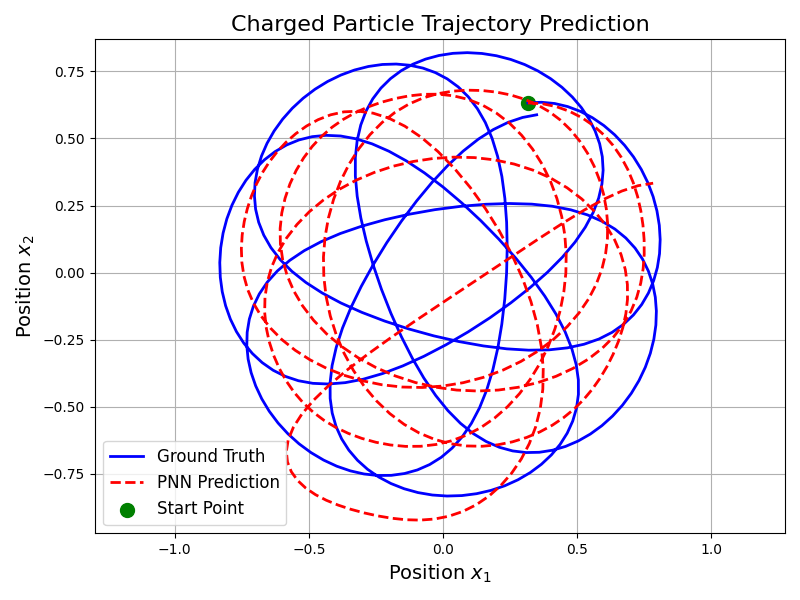 Charged Particle Trajectory Prediction
Position x₂
0.75
0.50
0.25
0.00
−0.25
−0.50
−0.75
Ground Truth
PNN Prediction
Start Point
−1.0
−0.5
0.0
0.5
1.0
Position x₁